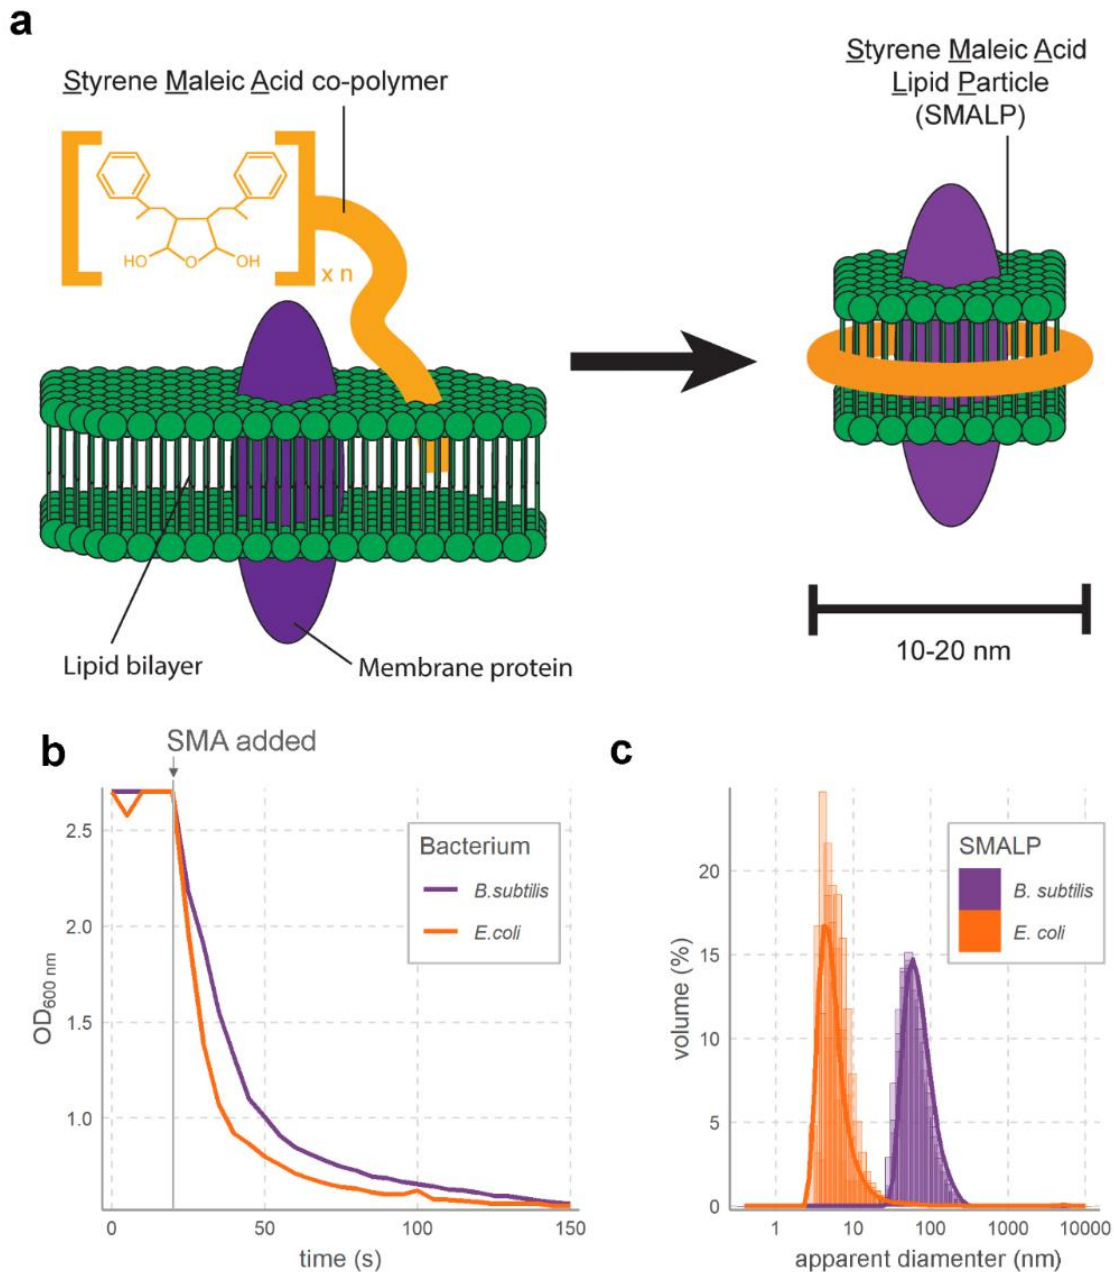 a
Styrene Maleic Acid co-polymer
HO
O
OH
x n
Lipid bilayer
Membrane protein
Styrene Maleic Acid
Lipid Particle
(SMALP)
10-20 nm
b
SMA added
OD600 nm
2.5
2.0
1.5
1.0
0
50
100
150
time (s)
Bacterium
B.subtilis
E.coli
c
volume (%)
20
15
10
5
0
1
10
100
1000
10000
apparent diamenter (nm)
SMALP
B. subtilis
E. coli